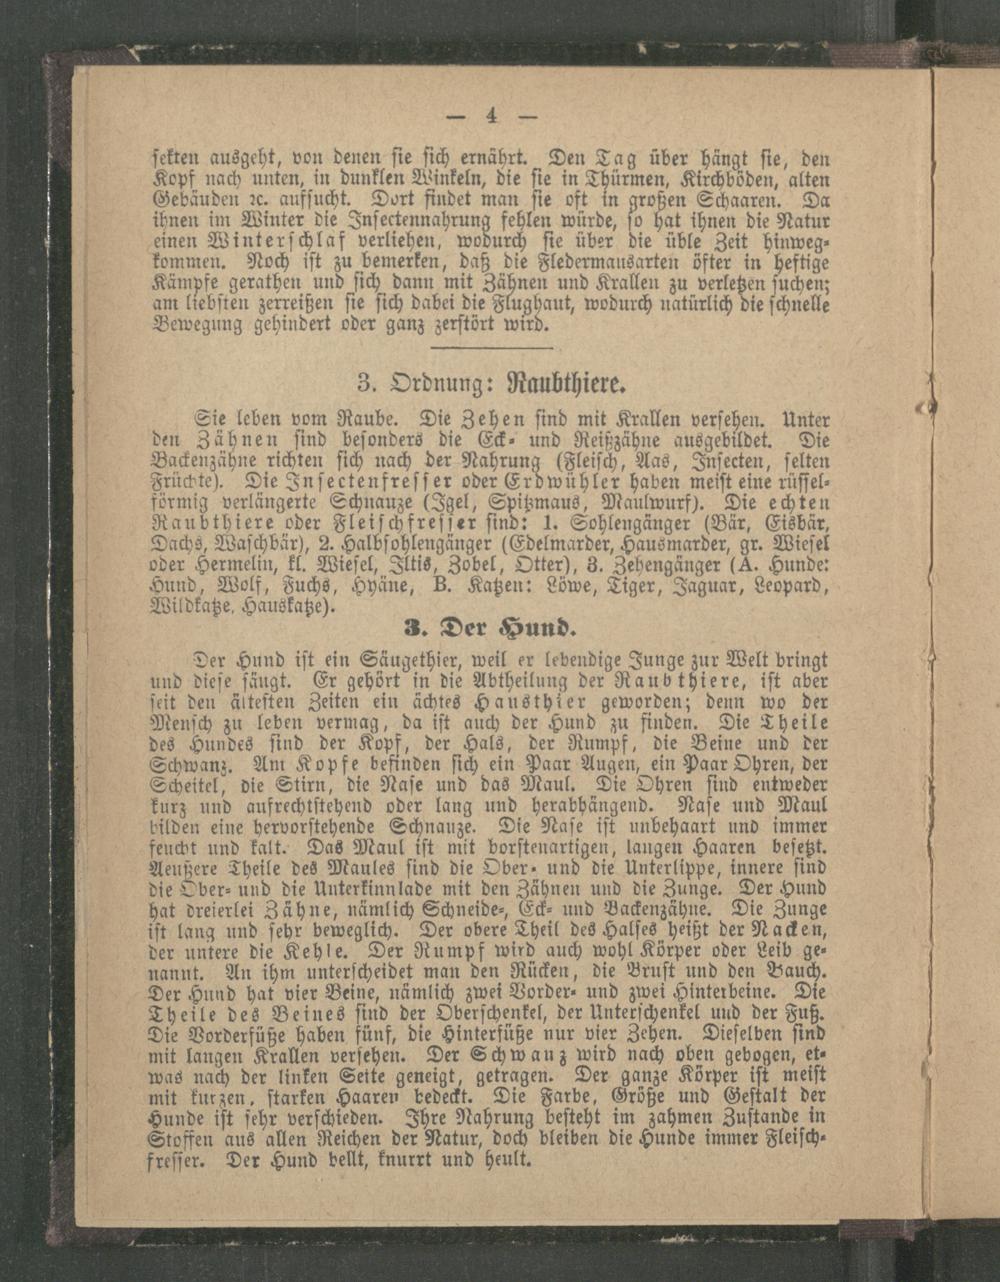 — 4 —
sekten ausgeht, von denen sie sich ernährt. Den Tag über hängt sie, den
Kopf nach unten, in dunklen Winkeln, die sie in Thürmen, Kirchböden, alten
Gebäuden ꝛc. aufsucht. Dort findet man sie oft in großen Schaaren. Da
ihnen im Winter die Insectennahrung fehlen würde, so hat ihnen die Natur
einen Winterschlaf verliehen, wodurch sie über die üble Zeit hinweg-
kommen. Noch ist zu bemerken, daß die Fledermausarten öfter in heftige
Kämpfe gerathen und sich dann mit Zähnen und Krallen zu verletzen suchen;
am liebsten zerreißen sie sich dabei die Flughaut, wodurch natürlich die schnelle
Bewegung gehindert oder ganz zerstört wird.
3. Ordnung: Raubthiere.
Sie leben vom Raube. Die Zehen sind mit Krallen versehen. Unter
den Zähnen sind besonders die Eck- und Reißzähne ausgebildet. Die
Backenzähne richten sich nach der Nahrung (Fleisch, Aas, Insecten, selten
Früchte). Die Insectenfresser oder Erdwühler haben meist eine rüssel-
förmig verlängerte Schnauze (Igel, Spitzmaus, Maulwurf). Die echten
Raubthiere oder Fleischfresser sind: 1. Sohlengänger (Bär, Eisbär,
Dachs, Waschbär), 2. Halbsohlengänger (Edelmarder, Hausmarder, gr. Wiesel
oder Hermelin, kl. Wiesel, Iltis, Zobel, Otter), 3. Zehengänger (A. Hunde:
Hund, Wolf, Fuchs, Hyäne, B. Katzen: Löwe, Tiger, Jaguar, Leopard,
Wildkatze, Hauskatze).
3. Der Hund.
Der Hund ist ein Säugethier, weil er lebendige Junge zur Welt bringt
und diese säugt. Er gehört in die Abtheilung der Raubthiere, ist aber
seit den ältesten Zeiten ein ächtes Hausthier geworden; denn wo der
Mensch zu leben vermag, da ist auch der Hund zu finden. Die Theile
des Hundes sind der Kopf, der Hals, der Rumpf, die Beine und der
Schwanz. Am Kopfe befinden sich ein Paar Augen, ein Paar Ohren, der
Scheitel, die Stirn, die Nase und das Maul. Die Ohren sind entweder
kurz und aufrechtstehend oder lang und herabhängend. Nase und Maul
bilden eine hervorstehende Schnauze. Die Nase ist unbehaart und immer
feucht und kalt. Das Maul ist mit borstenartigen, langen Haaren besetzt.
Aeußere Theile des Maules sind die Ober- und die Unterlippe, innere sind
die Ober- und die Unterkinnlade mit den Zähnen und die Zunge. Der Hund
hat dreierlei Zähne, nämlich Schneide-, Eck- und Backenzähne. Die Zunge
ist lang und sehr beweglich. Der obere Theil des Halses heißt der Nacken,
der untere die Kehle. Der Rumpf wird auch wohl Körper oder Leib ge-
nannt. An ihm unterscheidet man den Rücken, die Brust und den Bauch.
Der Hund hat vier Beine, nämlich zwei Vorder- und zwei Hinterbeine. Die
Theile des Beines sind der Oberschenkel, der Unterschenkel und der Fuß.
Die Vorderfüße haben fünf, die Hinterfüße nur vier Zehen. Dieselben sind
mit langen Krallen versehen. Der Schwanz wird nach oben gebogen, et-
was nach der linken Seite geneigt, getragen. Der ganze Körper ist meist
mit kurzen, starken Haaren bedeckt. Die Farbe, Größe und Gestalt der
Hunde ist sehr verschieden. Ihre Nahrung besteht im zahmen Zustande in
Stoffen aus allen Reichen der Natur, doch bleiben die Hunde immer Fleisch-
fresser. Der Hund bellt, knurrt und heult.